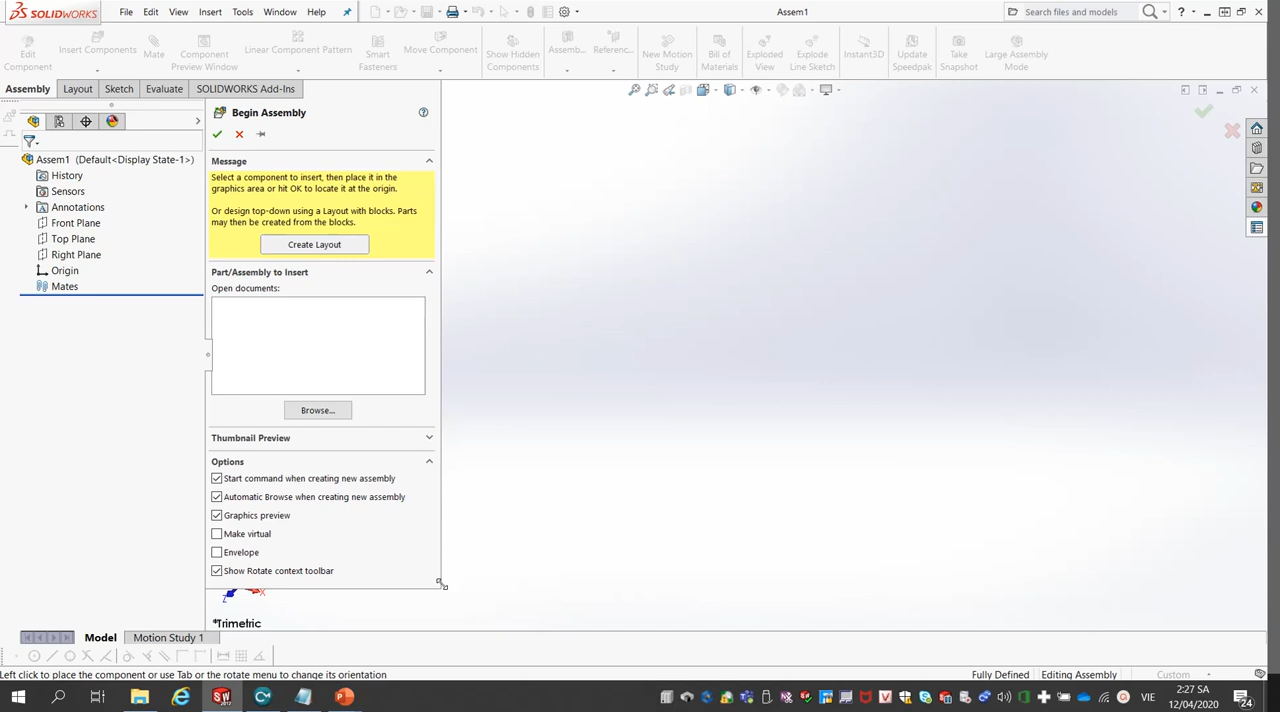 SOLIDWORKS File Edit View Insert Tools Window Help Assem1 Search files and models ?
Edit Component
Insert Components
Mate
Component Preview Window
Linear Component Pattern
Smart Fasteners
Move Component
Show Hidden Components
Assemb...
Referenc...
New Motion Study
Bill of Materials
Exploded View
Explode Line Sketch
Instant3D
Update Speedpak
Take Snapshot
Large Assembly Mode
Assembly Layout Sketch Evaluate SOLIDWORKS Add-Ins
Assem1 (Default<Display State-1>)
History
Sensors
Annotations
Front Plane
Top Plane
Right Plane
Origin
Mates
Begin Assembly
Message
Select a component to insert, then place it in the
graphics area or hit OK to locate it at the origin.
Or design top-down using a Layout with blocks. Parts
may then be created from the blocks.
Create Layout
Part/Assembly to Insert
Open documents:
Browse...
Thumbnail Preview
Options
Start command when creating new assembly
Automatic Browse when creating new assembly
Graphics preview
Make virtual
Envelope
Show Rotate context toolbar
Z X
*Trimetric
Model Motion Study 1
Left click to place the component or use Tab or the rotate menu to change its orientation Fully Defined Editing Assembly Custom
VIE
2:27 SA
12/04/2020
24